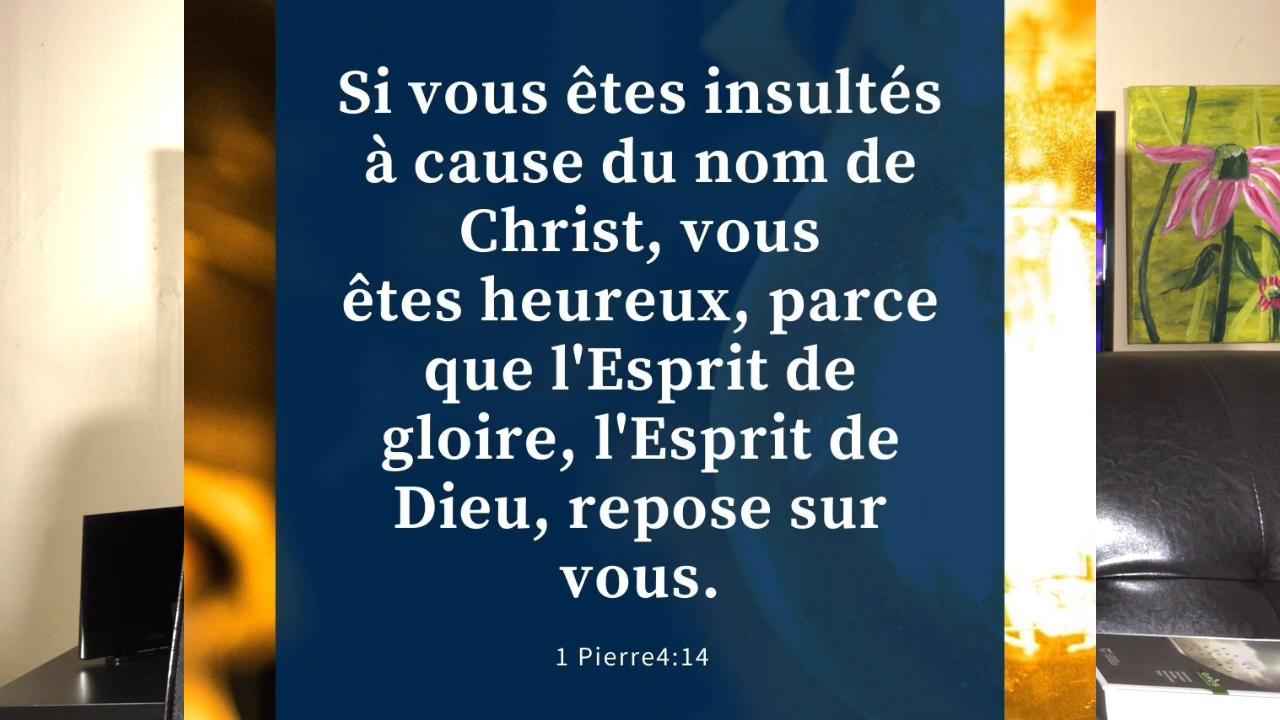 Si vous êtes insultés
à cause du nom de
Christ, vous
êtes heureux, parce
que l'Esprit de
gloire, l'Esprit de
Dieu, repose sur
vous.
1 Pierre4:14